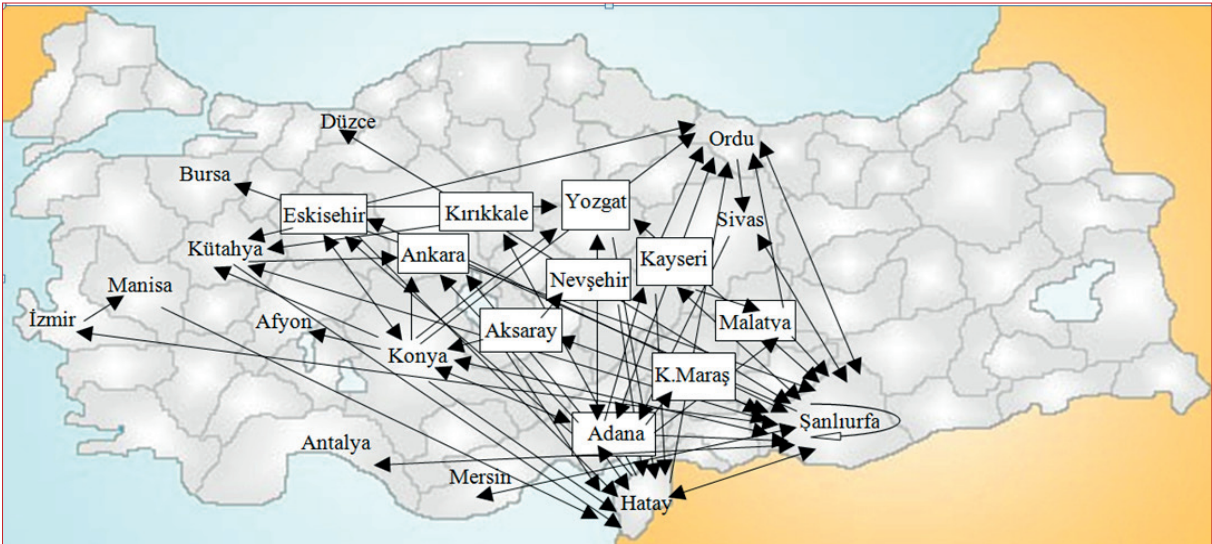 Düzce
Ordu
Bursa
Eskisehir
Kırıkkale
Yozgat
Sivas
Kütahya
Ankara
Kayseri
Nevşehir
Manisa
İzmir
Afyon
Aksaray
Malatya
Konya
K.Maraş
Şanlıurfa
Adana
Antalya
Mersin
Hatay